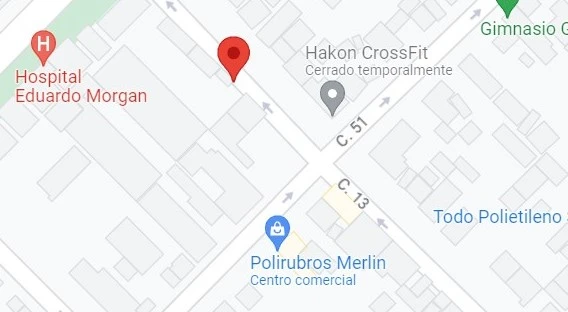 Gimnasio G
H
Hospital
Eduardo Morgan
Hakon CrossFit
Cerrado temporalmente
C. 51
C. 13
Todo Polietileno
Polirubros Merlin
Centro comercial